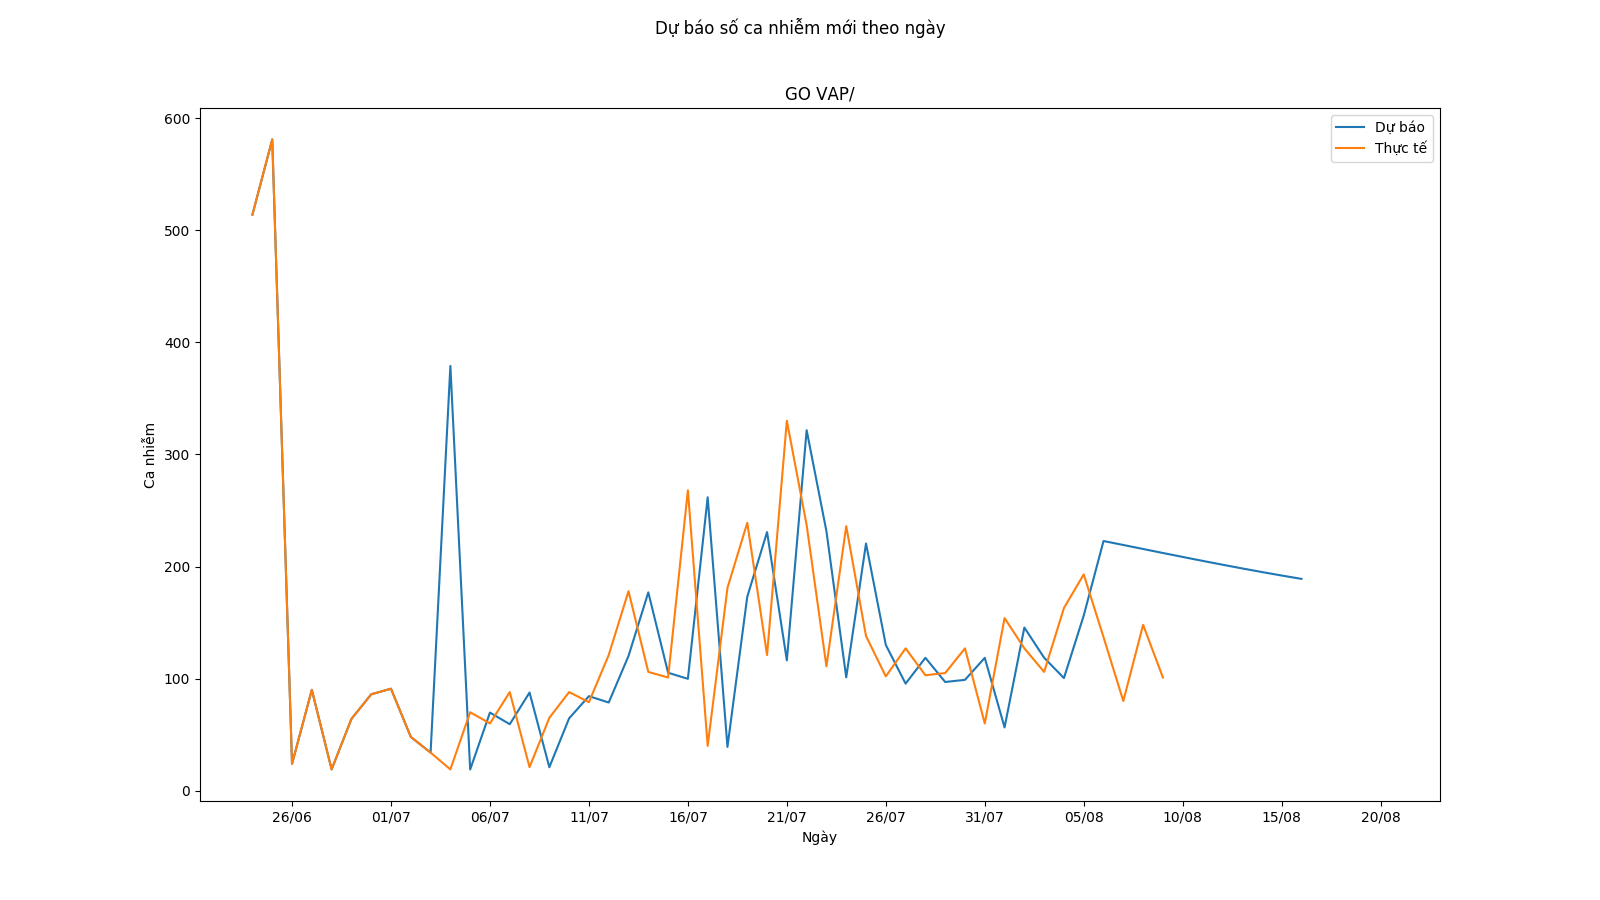 Dự báo số ca nhiễm mới theo ngày
GO VAP/
Dự báo
Thực tế
600
500
400
300
200
100
0
Ca nhiễm
26/06 01/07 06/07 11/07 16/07 21/07 26/07 31/07 05/08 10/08 15/08 20/08
Ngày